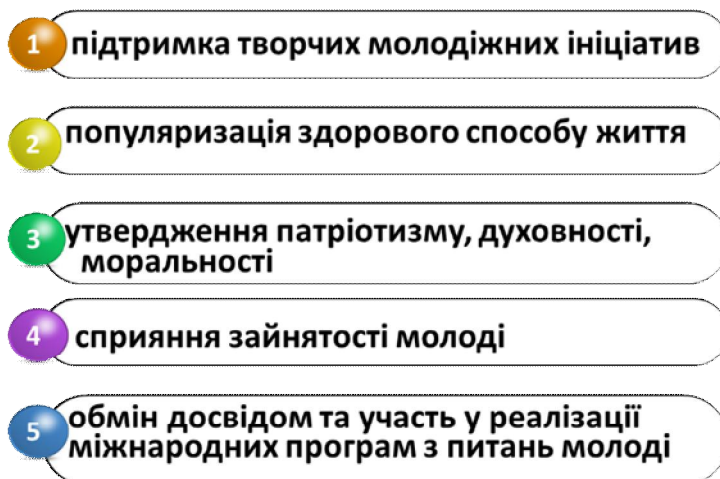 1 підтримка творчих молодіжних ініціатив
2 популяризація здорового способу життя
3 утвердження патріотизму, духовності,
моральності
4 сприяння зайнятості молоді
5 обмін досвідом та участь у реалізації
міжнародних програм з питань молоді